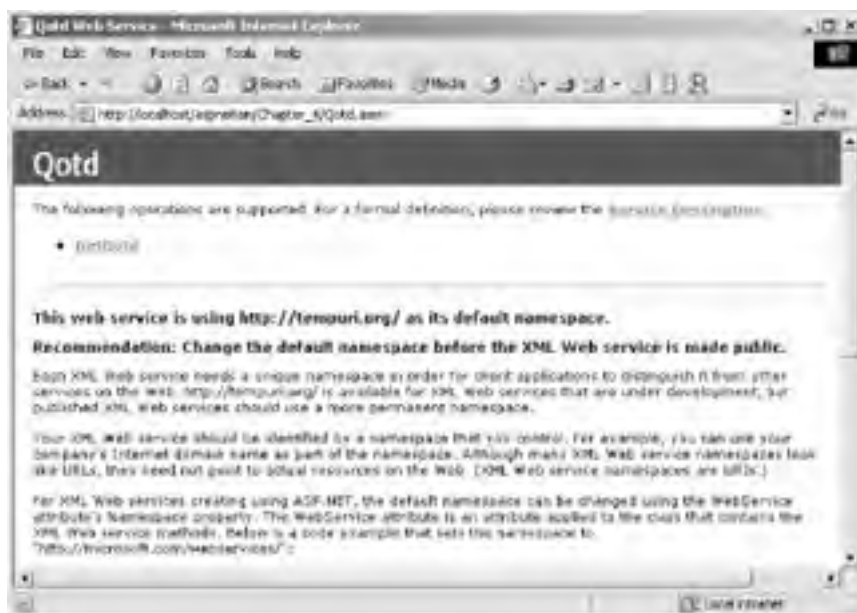 Qotd Web Service - Microsoft Internet Explorer
File Edit View Favorites Tools Help
Back Search Favorites Media
Address http://localhost/aspnetian/Chapter_4/Qotd.asmx Go
Qotd
The following operations are supported. For a formal definition, please review the Service Description.
This web service is using http://tempuri.org/ as its default namespace.
Recommendation: Change the default namespace before the XML Web service is made public.
Each XML Web service needs a unique namespace in order for client applications to distinguish it from other
services on the Web. http://tempuri.org/ is available for XML Web services that are under development, but
published XML Web services should use a more permanent namespace.
Your XML Web service should be identified by a namespace that you control. For example, you can use your
company's Internet domain name as part of the namespace. Although many XML Web service namespaces look
like URLs, they need not point to actual resources on the Web. (XML Web service namespaces are URIs.)
For XML Web services creating using ASP.NET, the default namespace can be changed using the WebService
attribute's Namespace property. The WebService attribute is an attribute applied to the class that contains the
XML Web service methods. Below is a code example that sets the namespace to
"http://microsoft.com/webservices/":
Local intranet